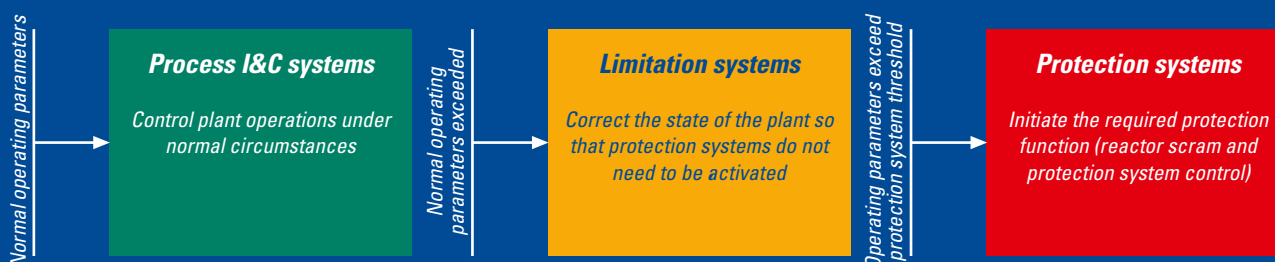 Normal operating parameters
Process I&C systems
Control plant operations under
normal circumstances
Normal operating
parameters exceeded
Limitation systems
Correct the state of the plant so
that protection systems do not
need to be activated
Operating parameters exceed
protection system threshold
Protection systems
Initiate the required protection
function (reactor scram and
protection system control)